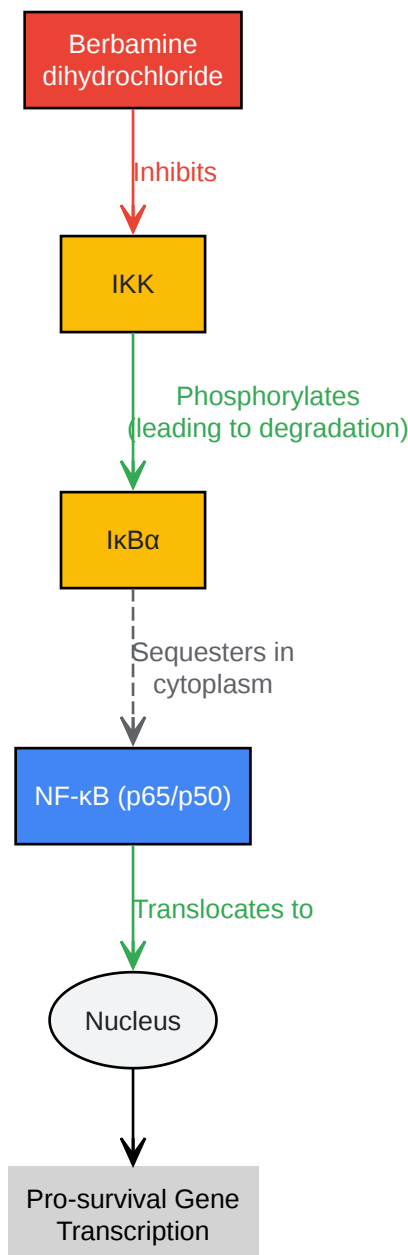 Berbamine
dihydrochloride
Inhibits
IKK
Phosphorylates
(leading to degradation)
IκBα
Sequesters in
cytoplasm
NF-κB (p65/p50)
Translocates to
Nucleus
Pro-survival Gene
Transcription